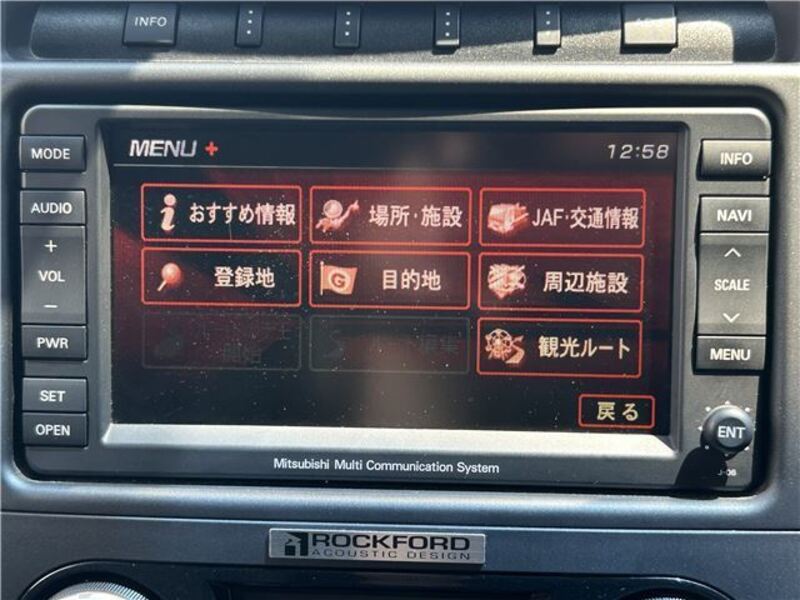 INFO
MODE
AUDIO
+
VOL
−
PWR
SET
OPEN
MENU +
12:58
おすすめ情報
場所・施設
JAF・交通情報
登録地
目的地
周辺施設
観光ルート
戻る
INFO
NAVI
SCALE
MENU
ENT
J-06
Mitsubishi Multi Communication System
ROCKFORD
ACOUSTIC DESIGN